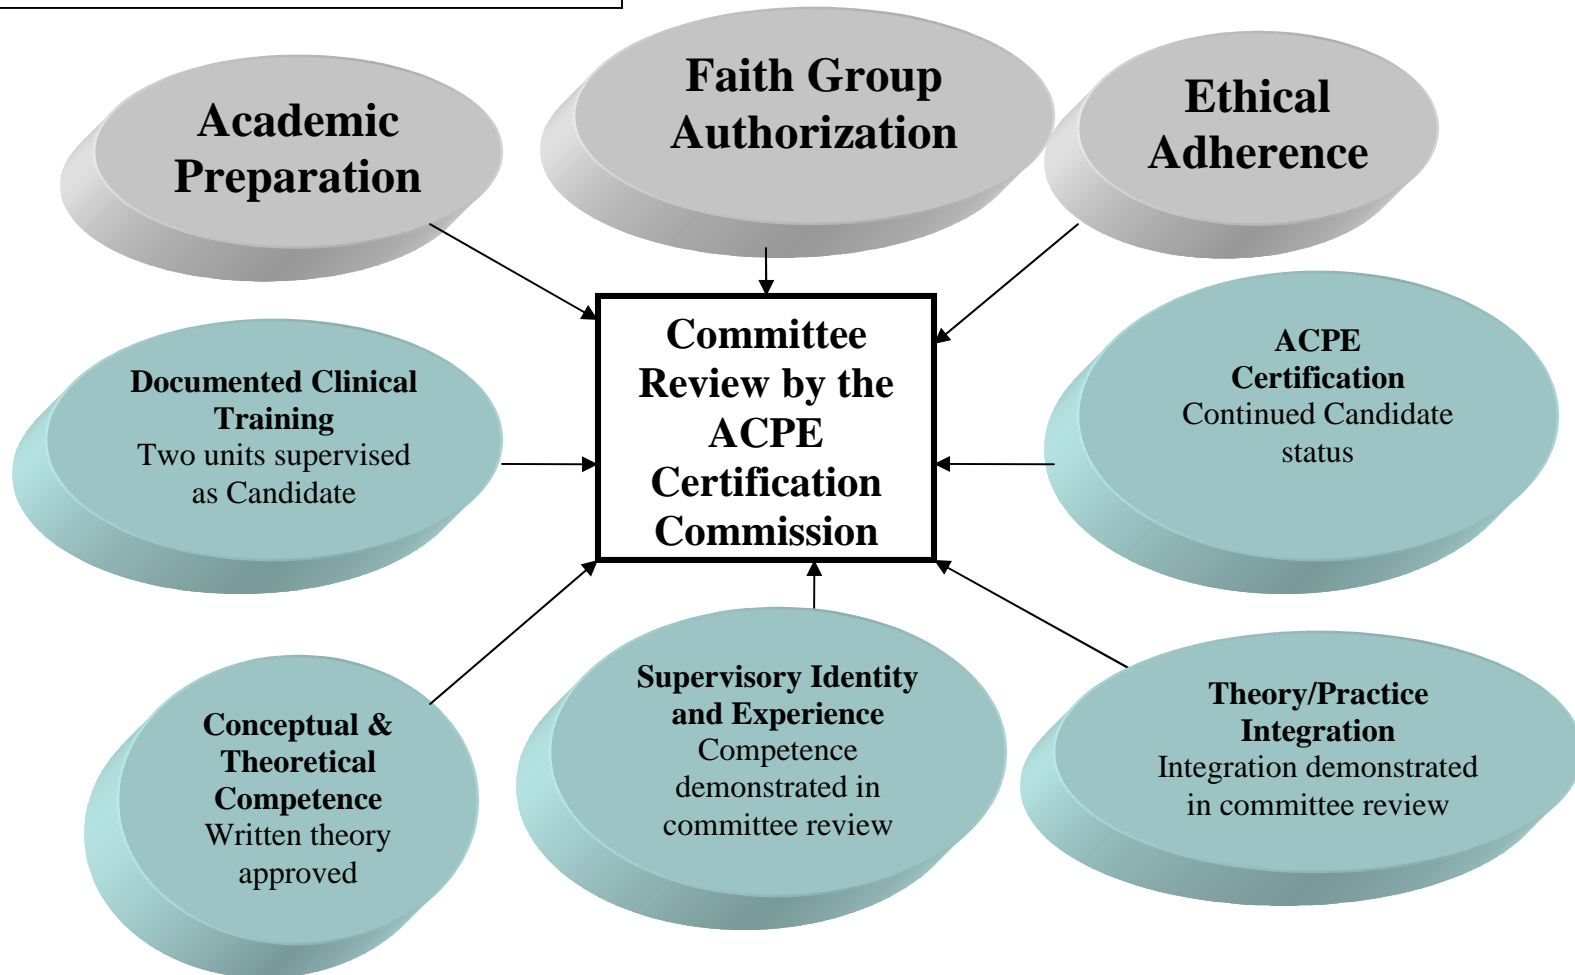 Academic
Preparation
Faith Group
Authorization
Ethical
Adherence
Committee
Review by the
ACPE
Certification
Commission
Documented Clinical
Training
Two units supervised
as Candidate
ACPE
Certification
Continued Candidate
status
Conceptual &
Theoretical
Competence
Written theory
approved
Supervisory Identity
and Experience
Competence
demonstrated in
committee review
Theory/Practice
Integration
Integration demonstrated
in committee review